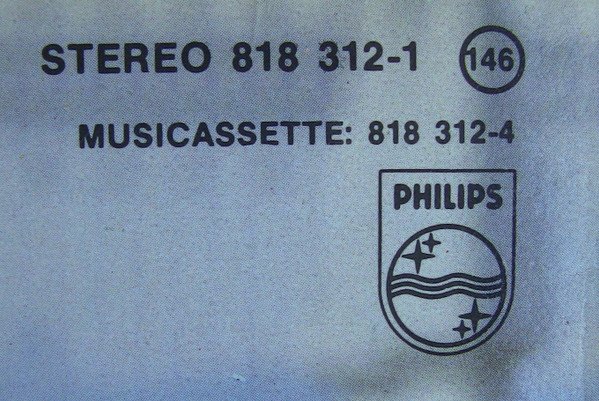 STEREO 818 312-1 146
MUSICASSETTE: 818 312-4
PHILIPS